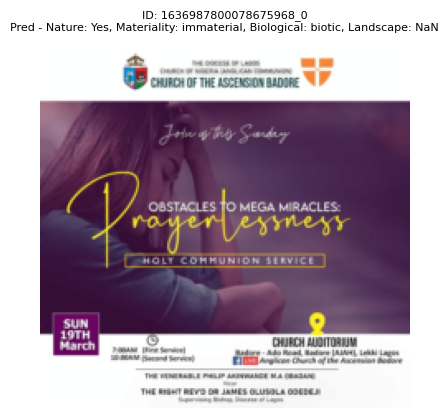 ID: 1636987800078675968_0
Pred - Nature: Yes, Materiality: immaterial, Biological: biotic, Landscape: NaN
THE DIOCESE OF LAGOS
CHURCH OF NIGERIA (ANGLICAN COMMUNION)
CHURCH OF THE ASCENSION BADORE
Join us this Sunday
OBSTACLES TO MEGA MIRACLES:
Prayerlessness
HOLY COMMUNION SERVICE
SUN
19TH
March
7:00AM (First Service)
10:00AM (Second Service)
CHURCH AUDITORIUM
Badore - Ado Road, Badore (AJAH), Lekki Lagos
LIVE Anglican Church of the Ascension Badore
THE VENERABLE PHILIP AKINWANDE M.A (IBADAN)
Vicar
THE RIGHT REV'D DR JAMES OLUSOLA ODEDEJI
Supervising Bishop, Diocese of Lagos